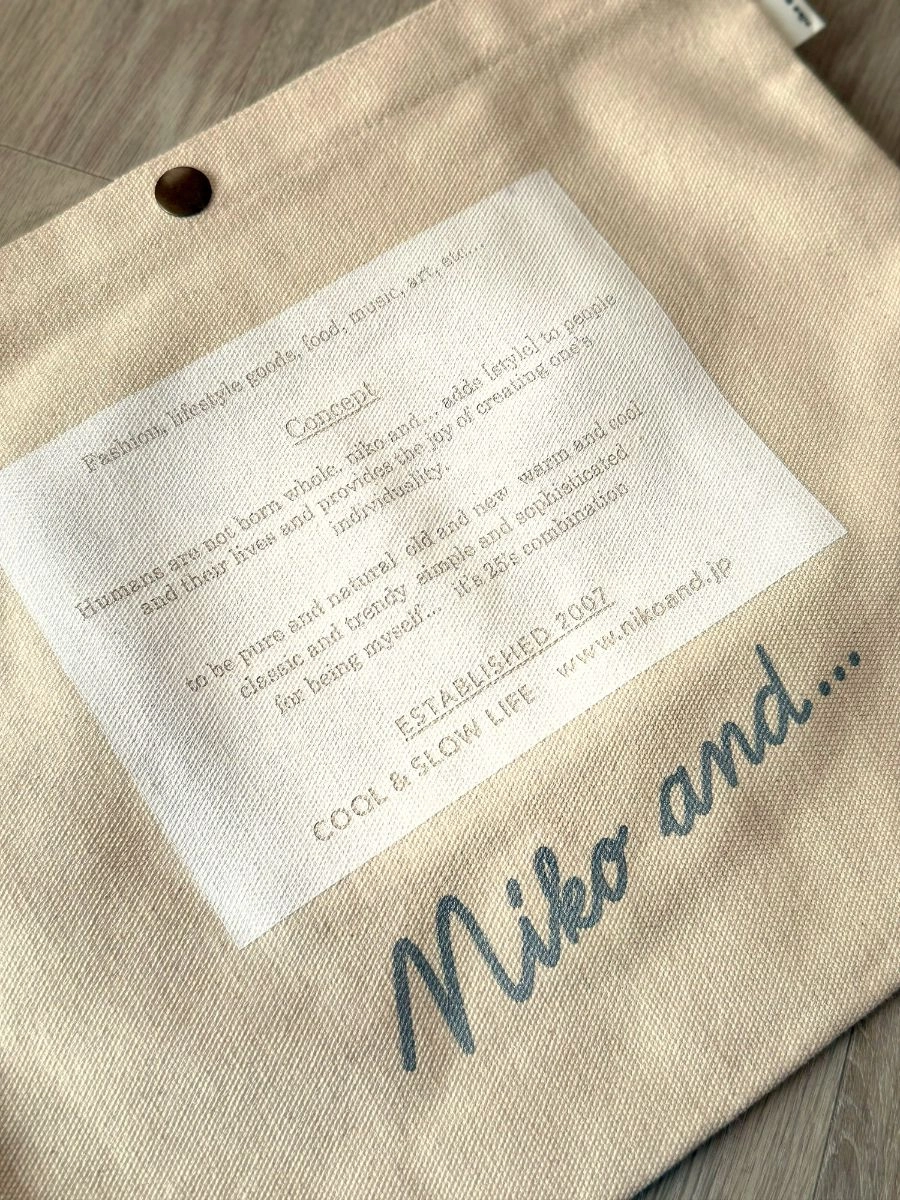 Fashion, lifestyle goods, food, music, art, etc...
Concept
Humans are not born whole. niko and... adds [style] to people
and their lives and provides the joy of creating one's
individuality.
to be pure and natural old and new warm and cool
classic and trendy simple and sophisticated
for being myself... it's 25's combination
ESTABLISHED 2007
COOL & SLOW LIFE www.nikoand.jp
Niko and...